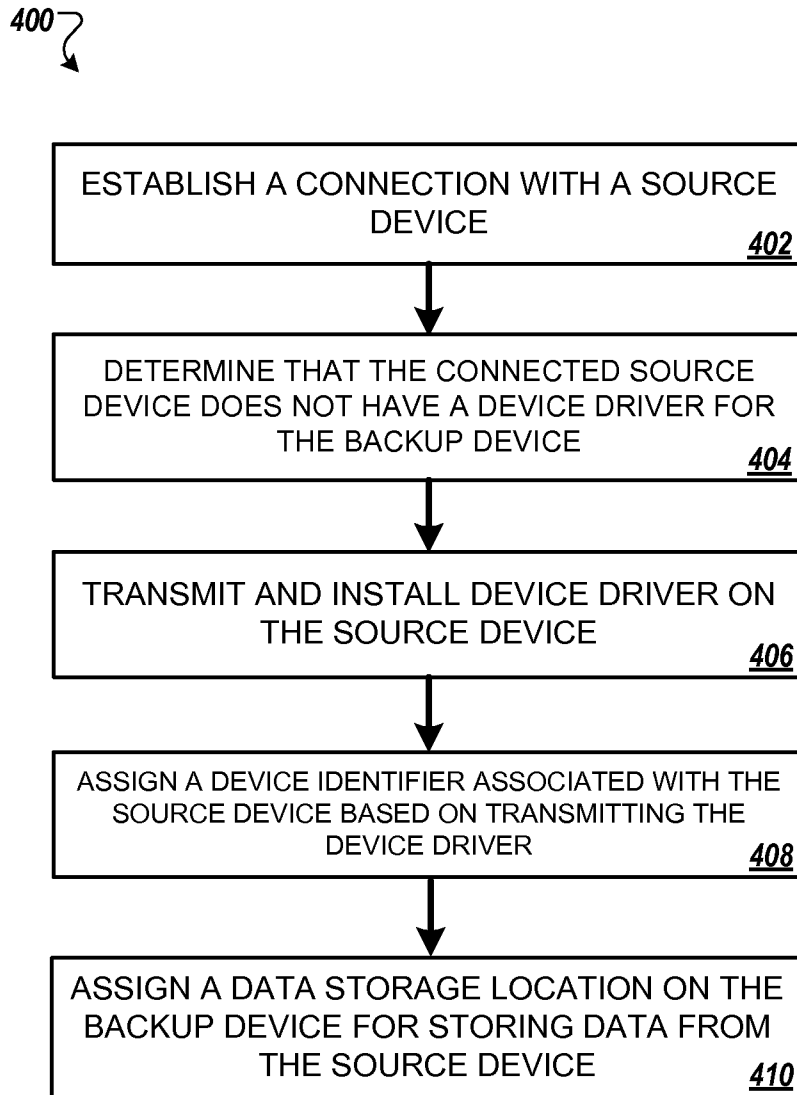 400
ESTABLISH A CONNECTION WITH A SOURCE
DEVICE
402
DETERMINE THAT THE CONNECTED SOURCE
DEVICE DOES NOT HAVE A DEVICE DRIVER FOR
THE BACKUP DEVICE
404
TRANSMIT AND INSTALL DEVICE DRIVER ON
THE SOURCE DEVICE
406
ASSIGN A DEVICE IDENTIFIER ASSOCIATED WITH THE
SOURCE DEVICE BASED ON TRANSMITTING THE
DEVICE DRIVER
408
ASSIGN A DATA STORAGE LOCATION ON THE
BACKUP DEVICE FOR STORING DATA FROM
THE SOURCE DEVICE
410